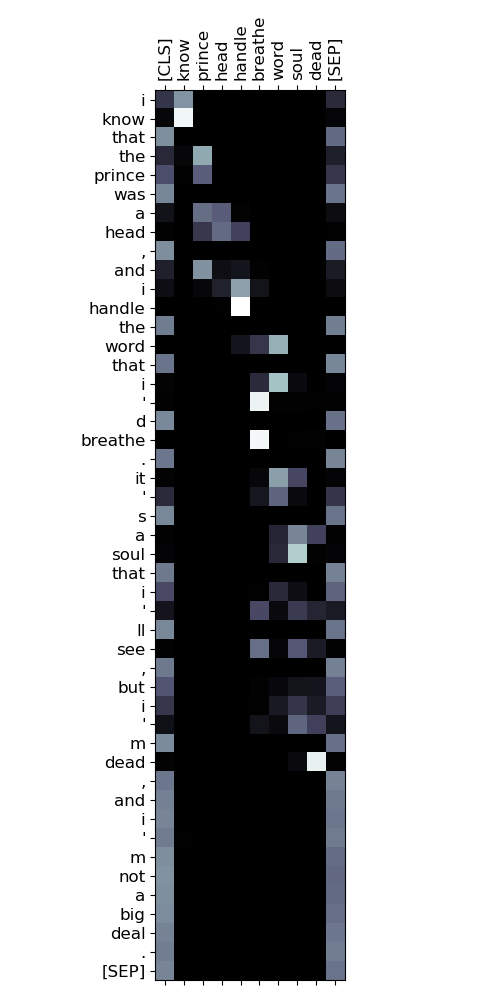 [CLS]
know
prince
head
handle
breathe
word
soul
dead
[SEP]
i
know
that
the
prince
was
a
head
,
and
i
handle
the
word
that
i
'
d
breathe
.
it
'
s
a
soul
that
i
'
ll
see
,
but
i
'
m
dead
,
and
i
'
m
not
a
big
deal
.
[SEP]